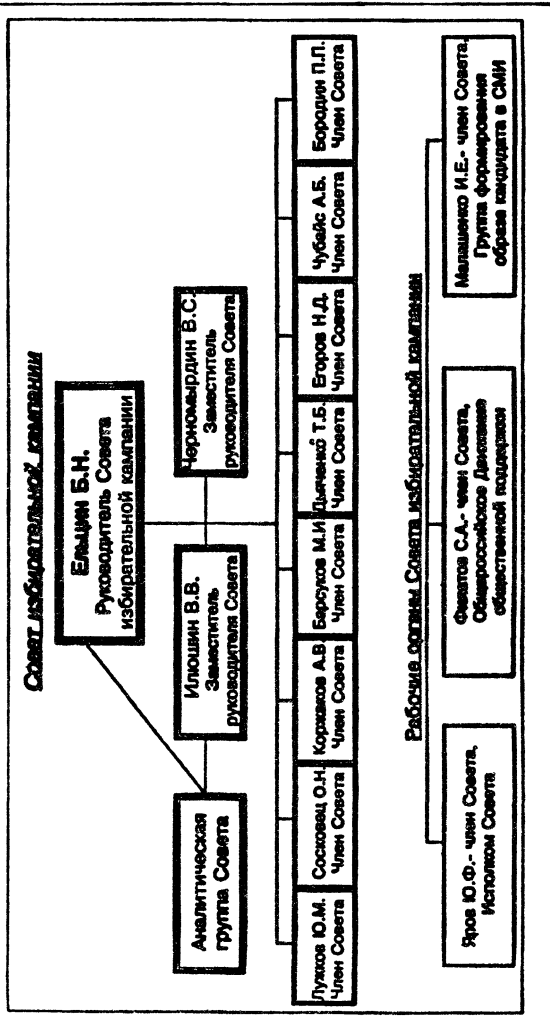 Совет избирательной кампании
Ельцин Б.Н.
Руководитель Совета
избирательной кампании
Аналитическая
группа Совета
Илюшин В.В.
Заместитель
руководителя Совета
Черномырдин В.С.
Заместитель
руководителя Совета
Лужков Ю.М.
Член Совета
Сосковец О.Н.
Член Совета
Коржаков А.В.
Член Совета
Барсуков М.И.
Член Совета
Дьяченко Т.Б.
Член Совета
Егоров Н.Д.
Член Совета
Чубайс А.Б.
Член Совета
Бородин П.П.
Член Совета
Рабочие органы Совета избирательной кампании
Яров Ю.Ф.- член Совета,
Исполком Совета
Филатов С.А.- член Совета,
Общероссийское Движение
общественной поддержки
Малашенко И.Е.- член Совета,
Группа формирования
образа кандидата в СМИ